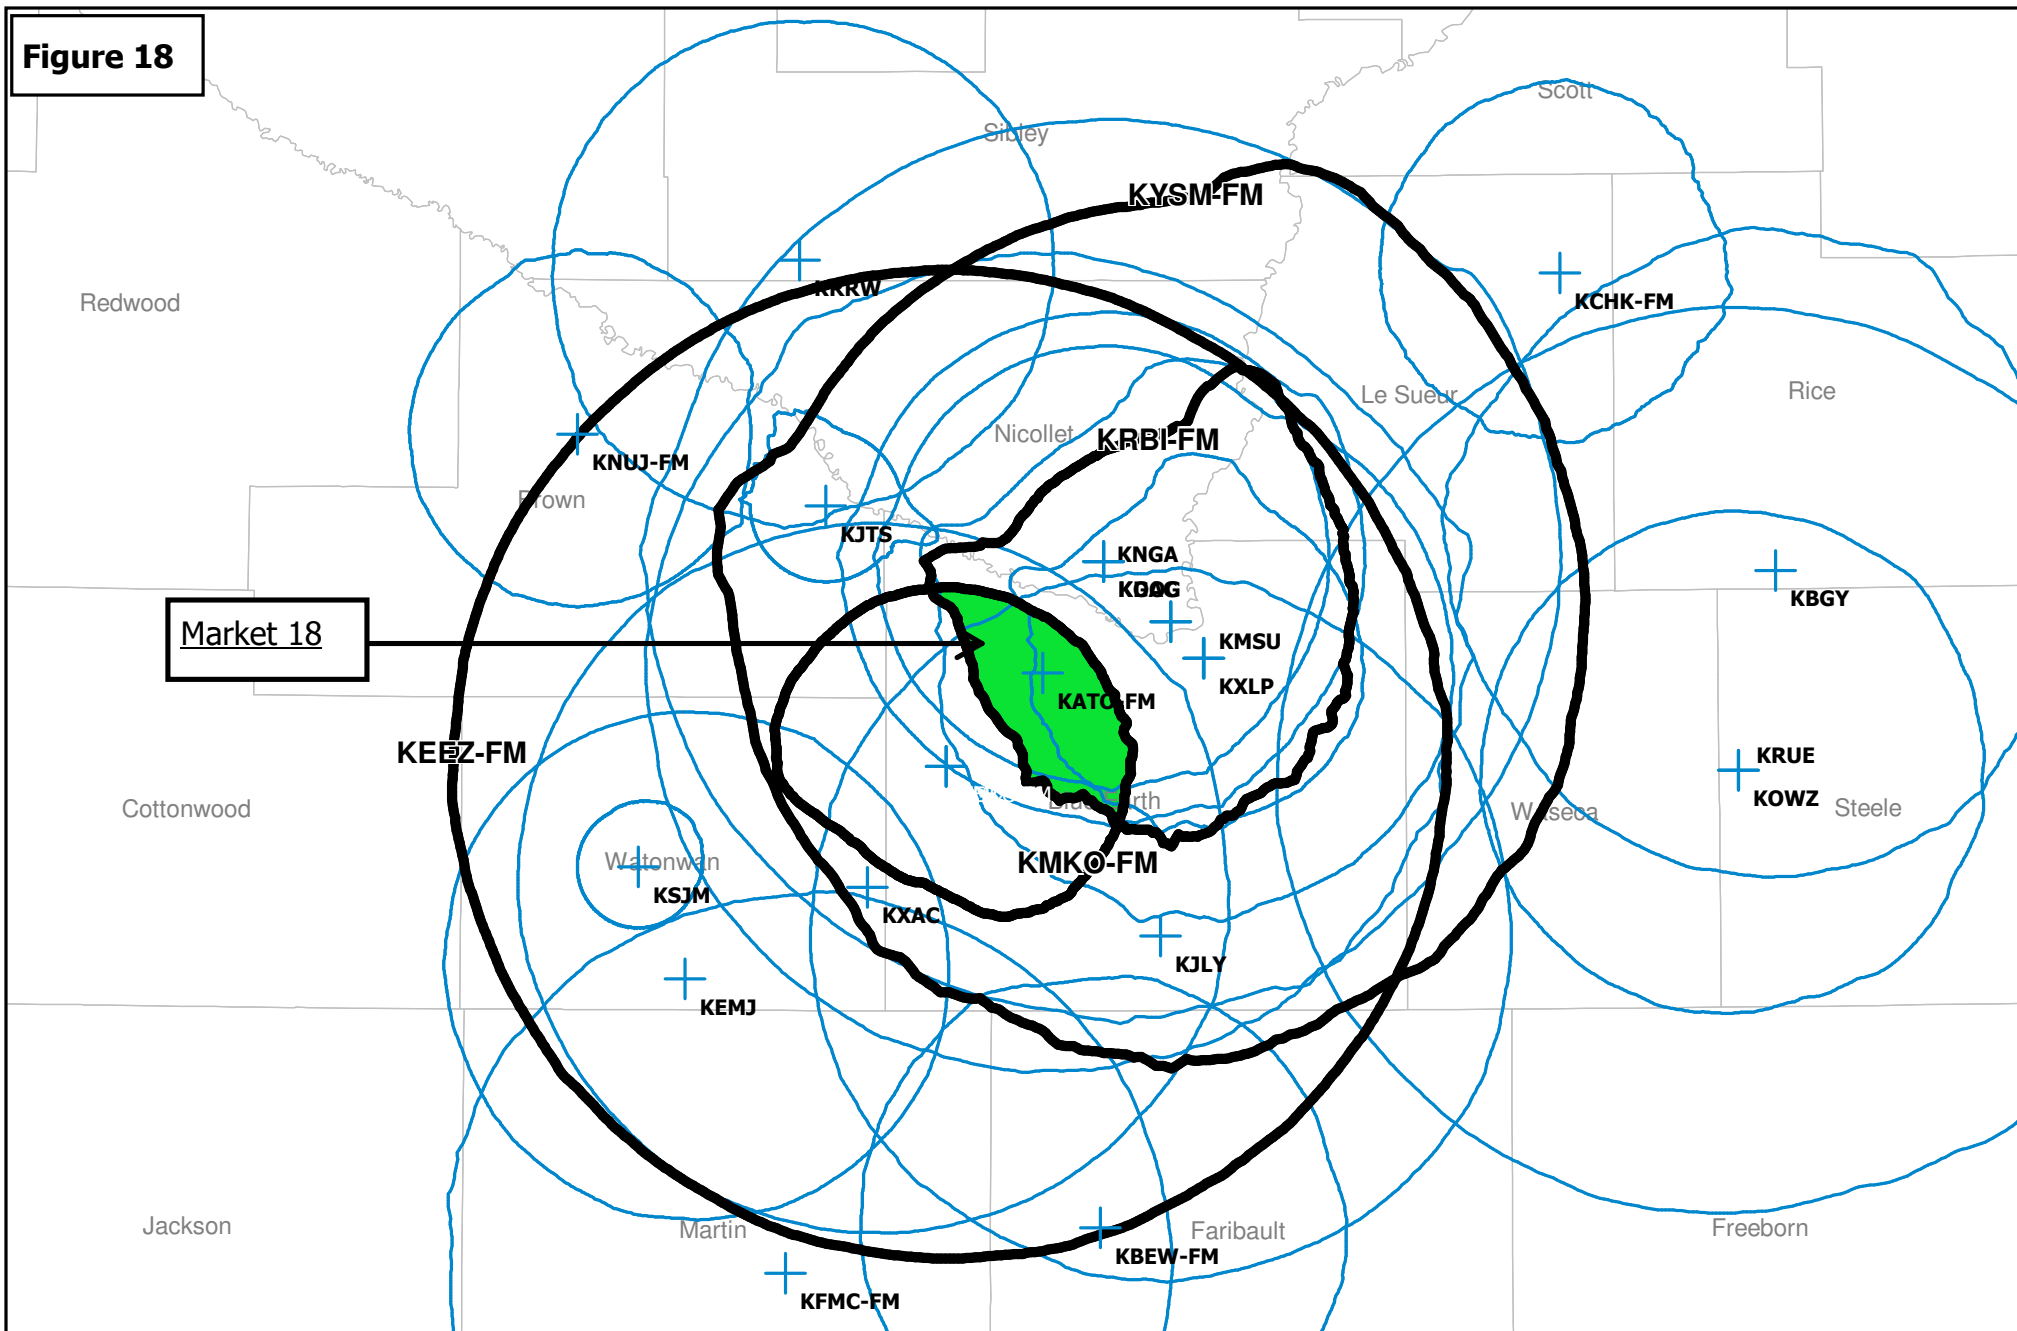 Figure 18
Scott
Sibley
KYSM-FM
KRRW
KCHK-FM
Redwood
Le Sueur
Rice
Nicollet
KRBI-FM
KNUJ-FM
Brown
KJTS
KNGA
KBGY
Market 18
KMSU
KXLP
KATO-FM
KEEZ-FM
KRUE
KOWZ
Steele
Cottonwood
Blue Earth
Waseca
Watonwan
KMKO-FM
KSJM
KXAC
KJLY
KEMJ
Jackson
Martin
Faribault
Freeborn
KBEW-FM
KFMC-FM